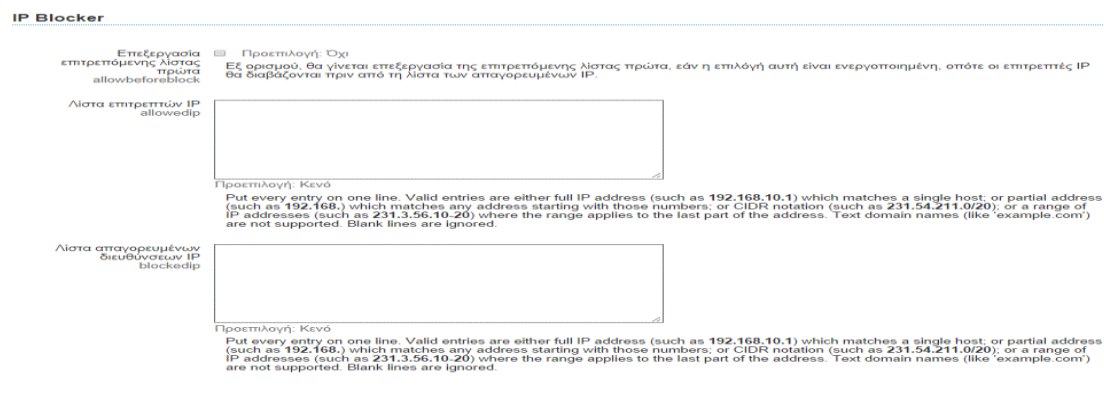 IP Blocker
Επεξεργασία
επιτρεπόμενης λίστας
πρώτα
allowbeforeblock
Προεπιλογή: Όχι
Εξ ορισμού, θα γίνεται επεξεργασία της επιτρεπόμενης λίστας πρώτα, εάν η επιλόγή αυτή είναι ενεργοποιημένη, οπότε οι επιτρεπτές IP
θα διαβάζονται πριν από τη λίστα των απαγορευμένων IP.
Λίστα επιτρεπτών IP
allowedip
Προεπιλογή: Κενό
Put every entry on one line. Valid entries are either full IP address (such as 192.168.10.1) which matches a single host; or partial address
(such as 192.168.) which matches any address starting with those numbers; or CIDR notation (such as 231.54.211.0/20); or a range of
IP addresses (such as 231.3.56.10-20) where the range applies to the last part of the address. Text domain names (like 'example.com')
are not supported. Blank lines are ignored.
Λίστα απαγορευμένων
διευθύνσεων IP
blockedip
Προεπιλογή: Κενό
Put every entry on one line. Valid entries are either full IP address (such as 192.168.10.1) which matches a single host; or partial address
(such as 192.168.) which matches any address starting with those numbers; or CIDR notation (such as 231.54.211.0/20); or a range of
IP addresses (such as 231.3.56.10-20) where the range applies to the last part of the address. Text domain names (like 'example.com')
are not supported. Blank lines are ignored.